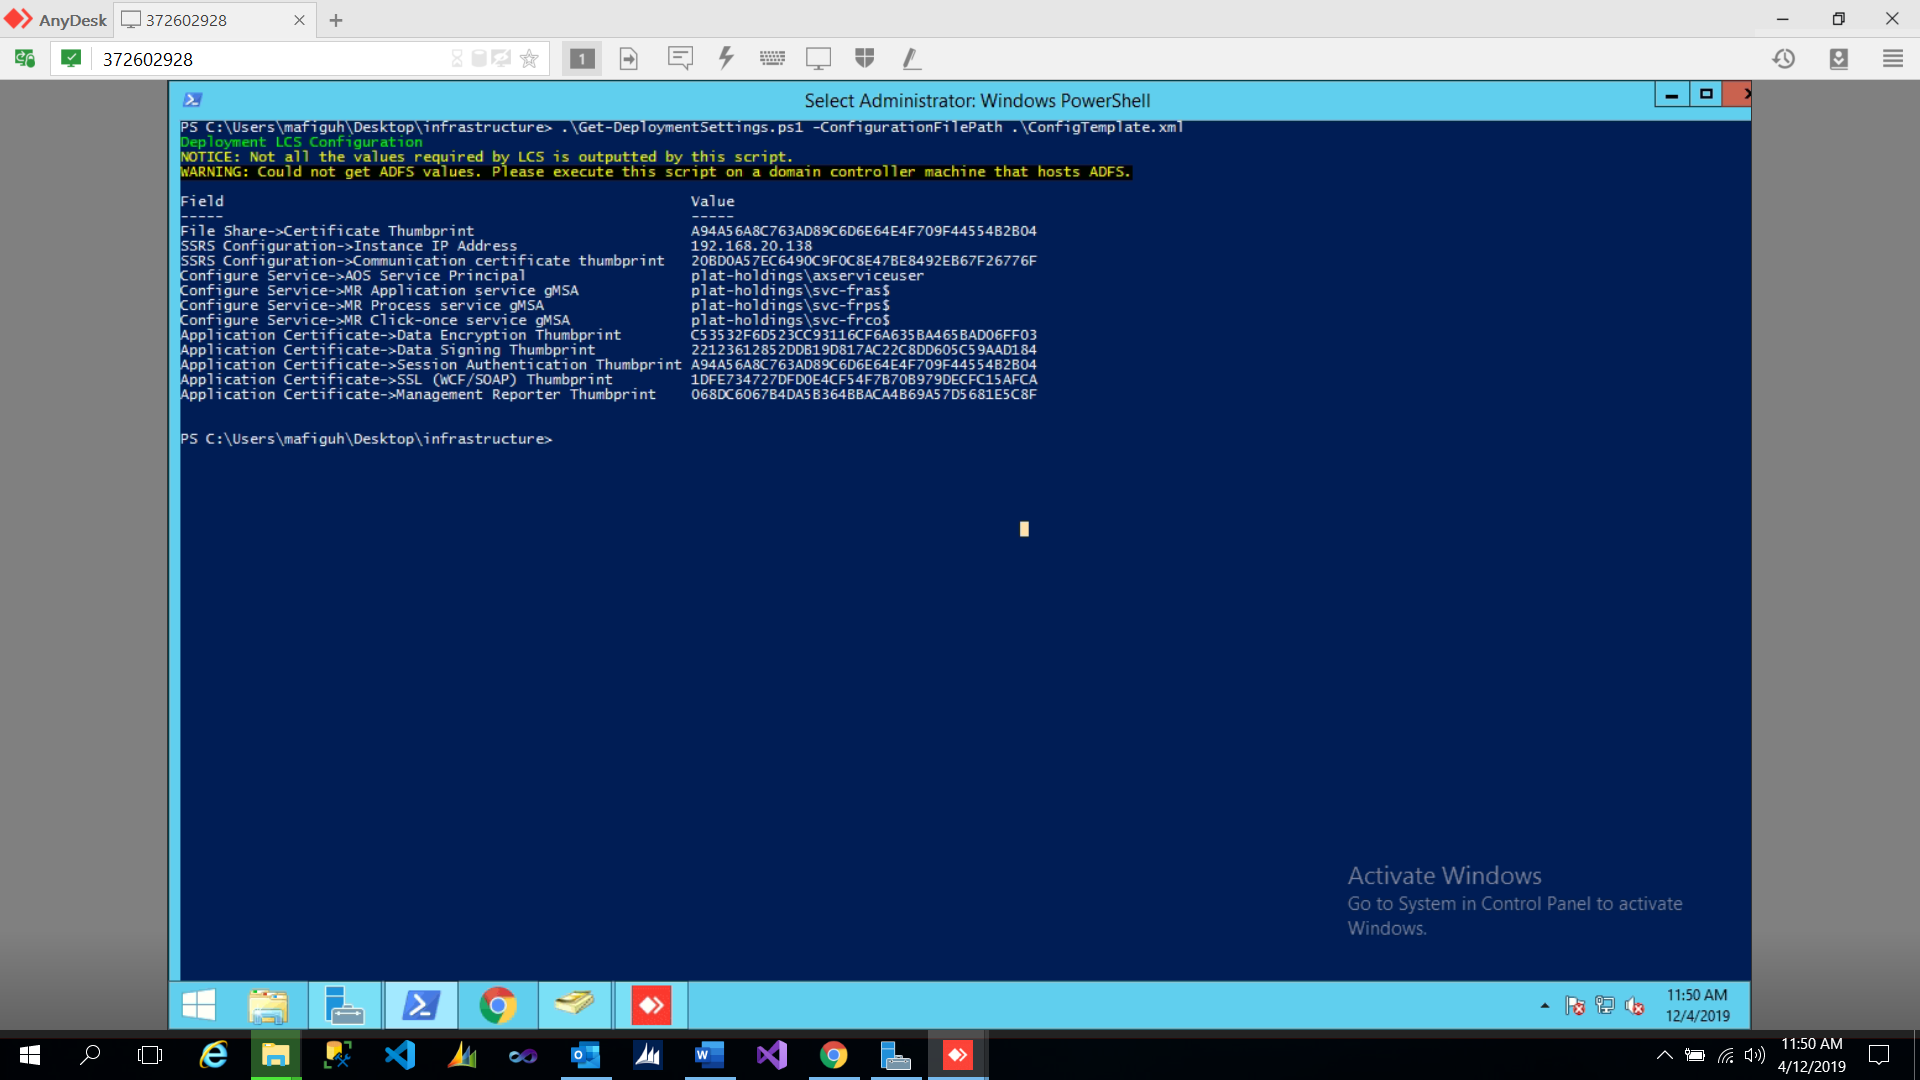 AnyDesk
372602928
372602928
1
Select Administrator: Windows PowerShell
PS C:\Users\mafiguh\Desktop\infrastructure> .\Get-DeploymentSettings.ps1 -ConfigurationFilePath .\ConfigTemplate.xml
Deployment LCS Configuration
NOTICE: Not all the values required by LCS is outputted by this script.
WARNING: Could not get ADFS values. Please execute this script on a domain controller machine that hosts ADFS.
Field Value
----- -----
File Share->Certificate Thumbprint A94A56A8C763AD89C6D6E64E4F709F44554B2B04
SSRS Configuration->Instance IP Address 192.168.20.138
SSRS Configuration->Communication certificate thumbprint 20BD0A57EC6490C9F0C8E47BE8492EB67F26776F
Configure Service->AOS Service Principal plat-holdings\axserviceuser
Configure Service->MR Application service gMSA plat-holdings\svc-fras$
Configure Service->MR Process service gMSA plat-holdings\svc-frps$
Configure Service->MR Click-once service gMSA plat-holdings\svc-frco$
Application Certificate->Data Encryption Thumbprint C53532F6D523CC93116CF6A635BA465BAD06FF03
Application Certificate->Data Signing Thumbprint 22123612852DDB19D817AC22C8DD605C59AAD184
Application Certificate->Session Authentication Thumbprint A94A56A8C763AD89C6D6E64E4F709F44554B2B04
Application Certificate->SSL (WCF/SOAP) Thumbprint 1DFE734727DFD0E4CF54F7B70B979DECFC15AFCA
Application Certificate->Management Reporter Thumbprint 068DC6067B4DA5B364BBACA4B69A57D5681E5C8F
PS C:\Users\mafiguh\Desktop\infrastructure>
Activate Windows
Go to System in Control Panel to activate
Windows.
11:50 AM
12/4/2019
11:50 AM
4/12/2019